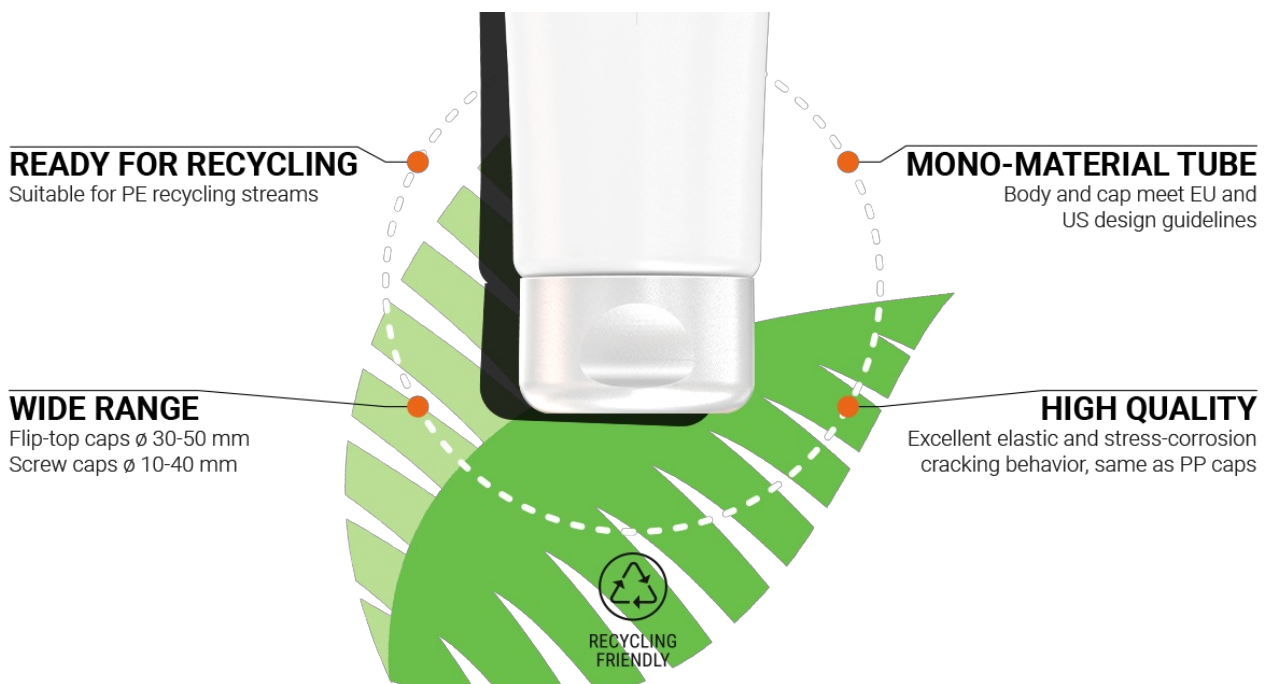 READY FOR RECYCLING
Suitable for PE recycling streams
MONO-MATERIAL TUBE
Body and cap meet EU and
US design guidelines
WIDE RANGE
Flip-top caps ø 30-50 mm
Screw caps ø 10-40 mm
HIGH QUALITY
Excellent elastic and stress-corrosion
cracking behavior, same as PP caps
RECYCLING
FRIENDLY